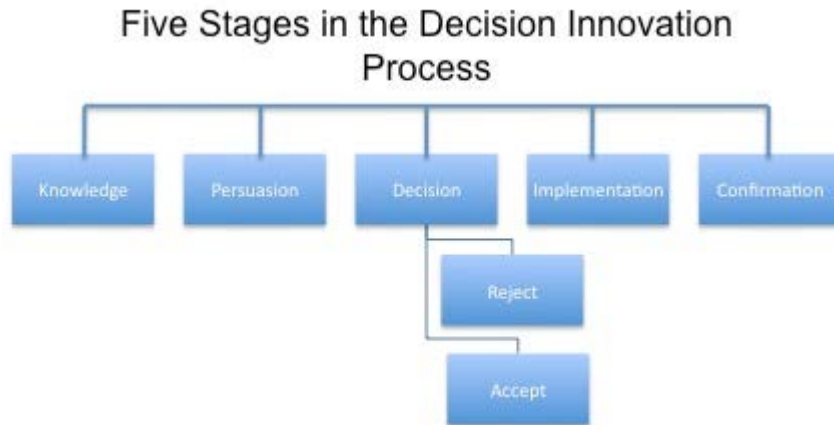 Five Stages in the Decision Innovation
Process
Knowledge
Persuasion
Decision
Implementation
Confirmation
Reject
Accept